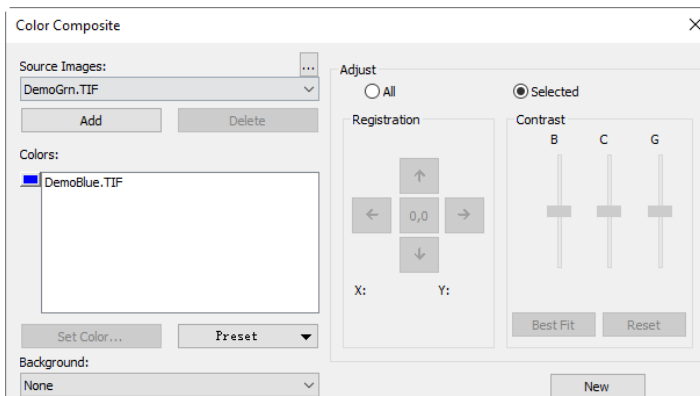 Color Composite
Source Images:
...
DemoGrn.TIF
Add
Delete
Colors:
DemoBlue.TIF
Set Color...
Preset
Background:
None
Adjust
All
Selected
Registration
0,0
X:
Y:
Contrast
B
C
G
Best Fit
Reset
New